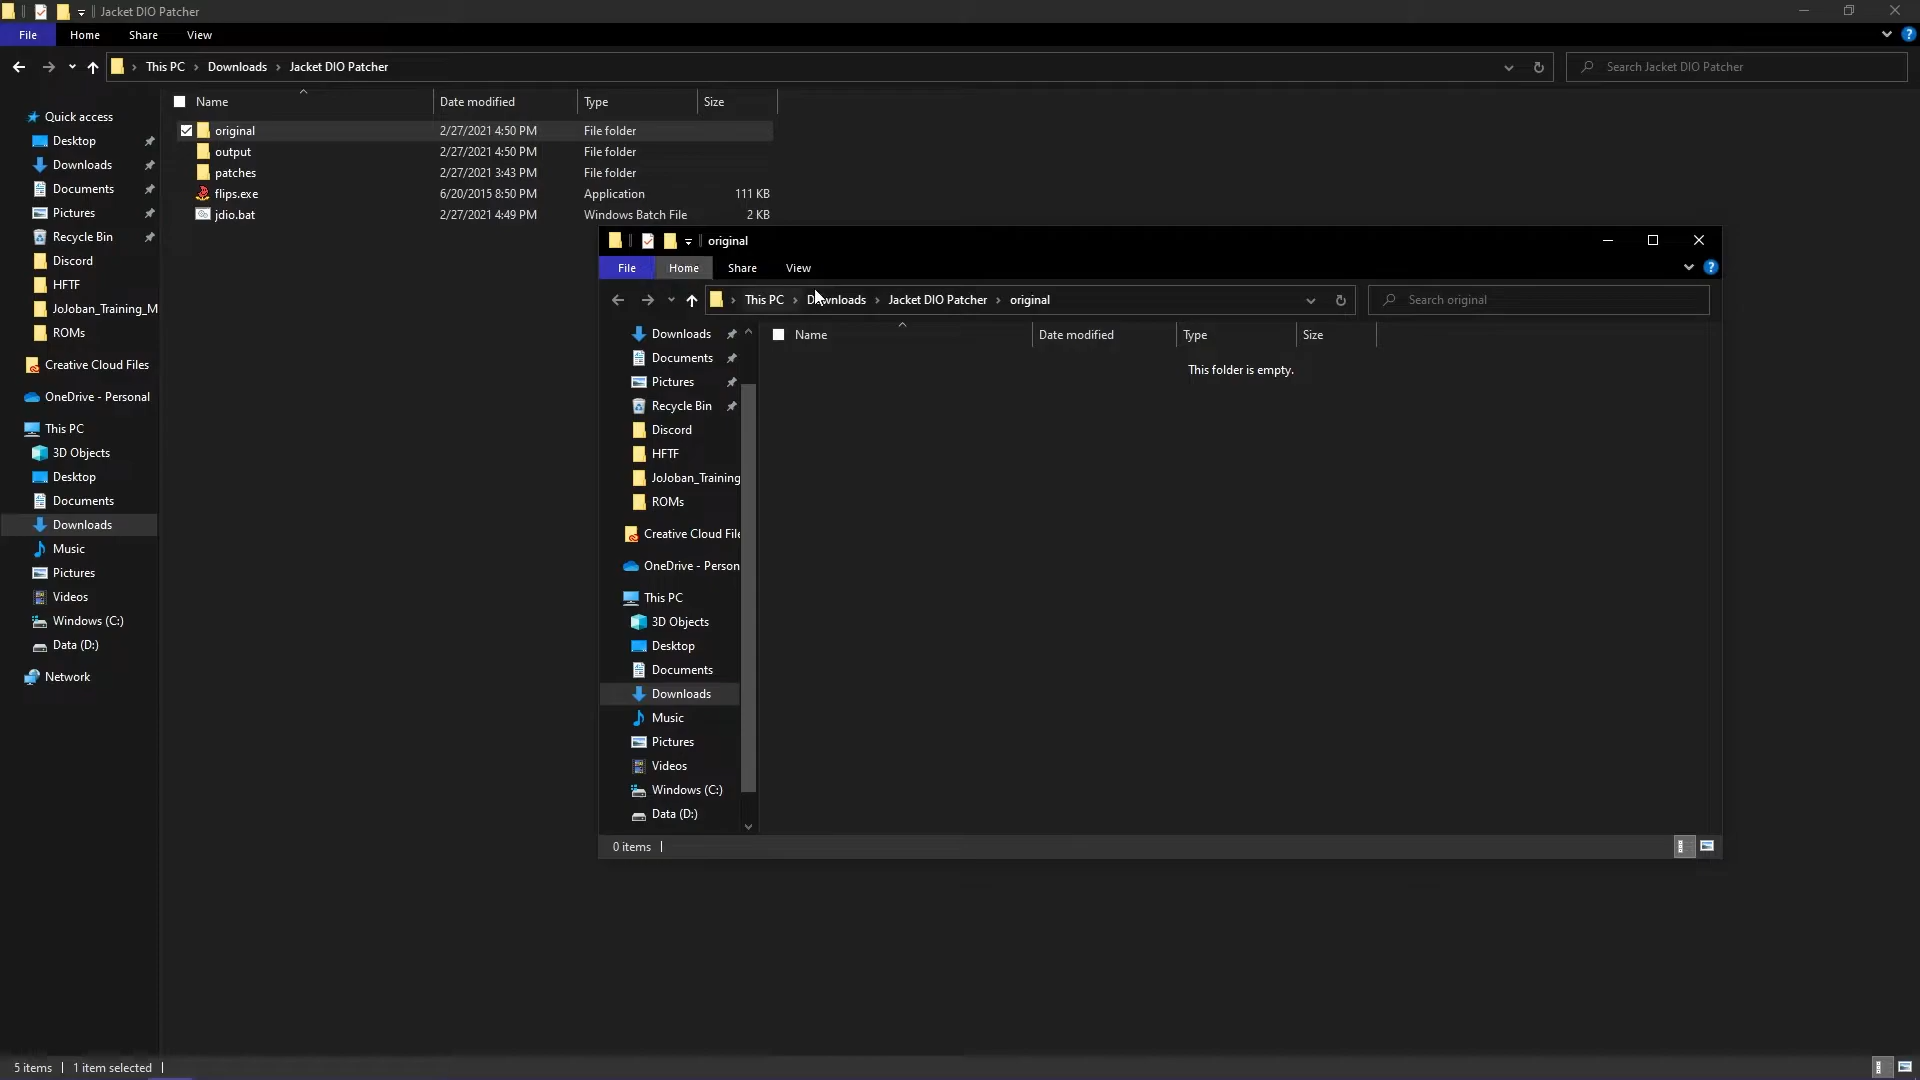 Jacket DIO Patcher
File Home Share View
This PC Downloads Jacket DIO Patcher
Search Jacket DIO Patcher
Name Date modified Type Size
original 2/27/2021 4:50 PM File folder
output 2/27/2021 4:50 PM File folder
patches 2/27/2021 3:43 PM File folder
flips.exe 6/20/2015 8:50 PM Application 111 KB
jdio.bat 2/27/2021 4:49 PM Windows Batch File 2 KB
Quick access
Desktop
Downloads
Documents
Pictures
Recycle Bin
Discord
HFTF
JoJoban_Training_M
ROMs
Creative Cloud Files
OneDrive - Personal
This PC
3D Objects
Desktop
Documents
Downloads
Music
Pictures
Videos
Windows (C:)
Data (D:)
Network
5 items 1 item selected
original
File Home Share View
This PC Downloads Jacket DIO Patcher original
Search original
Name Date modified Type Size
This folder is empty.
Downloads
Documents
Pictures
Recycle Bin
Discord
HFTF
JoJoban_Training
ROMs
Creative Cloud File
OneDrive - Person
This PC
3D Objects
Desktop
Documents
Downloads
Music
Pictures
Videos
Windows (C:)
Data (D:)
0 items